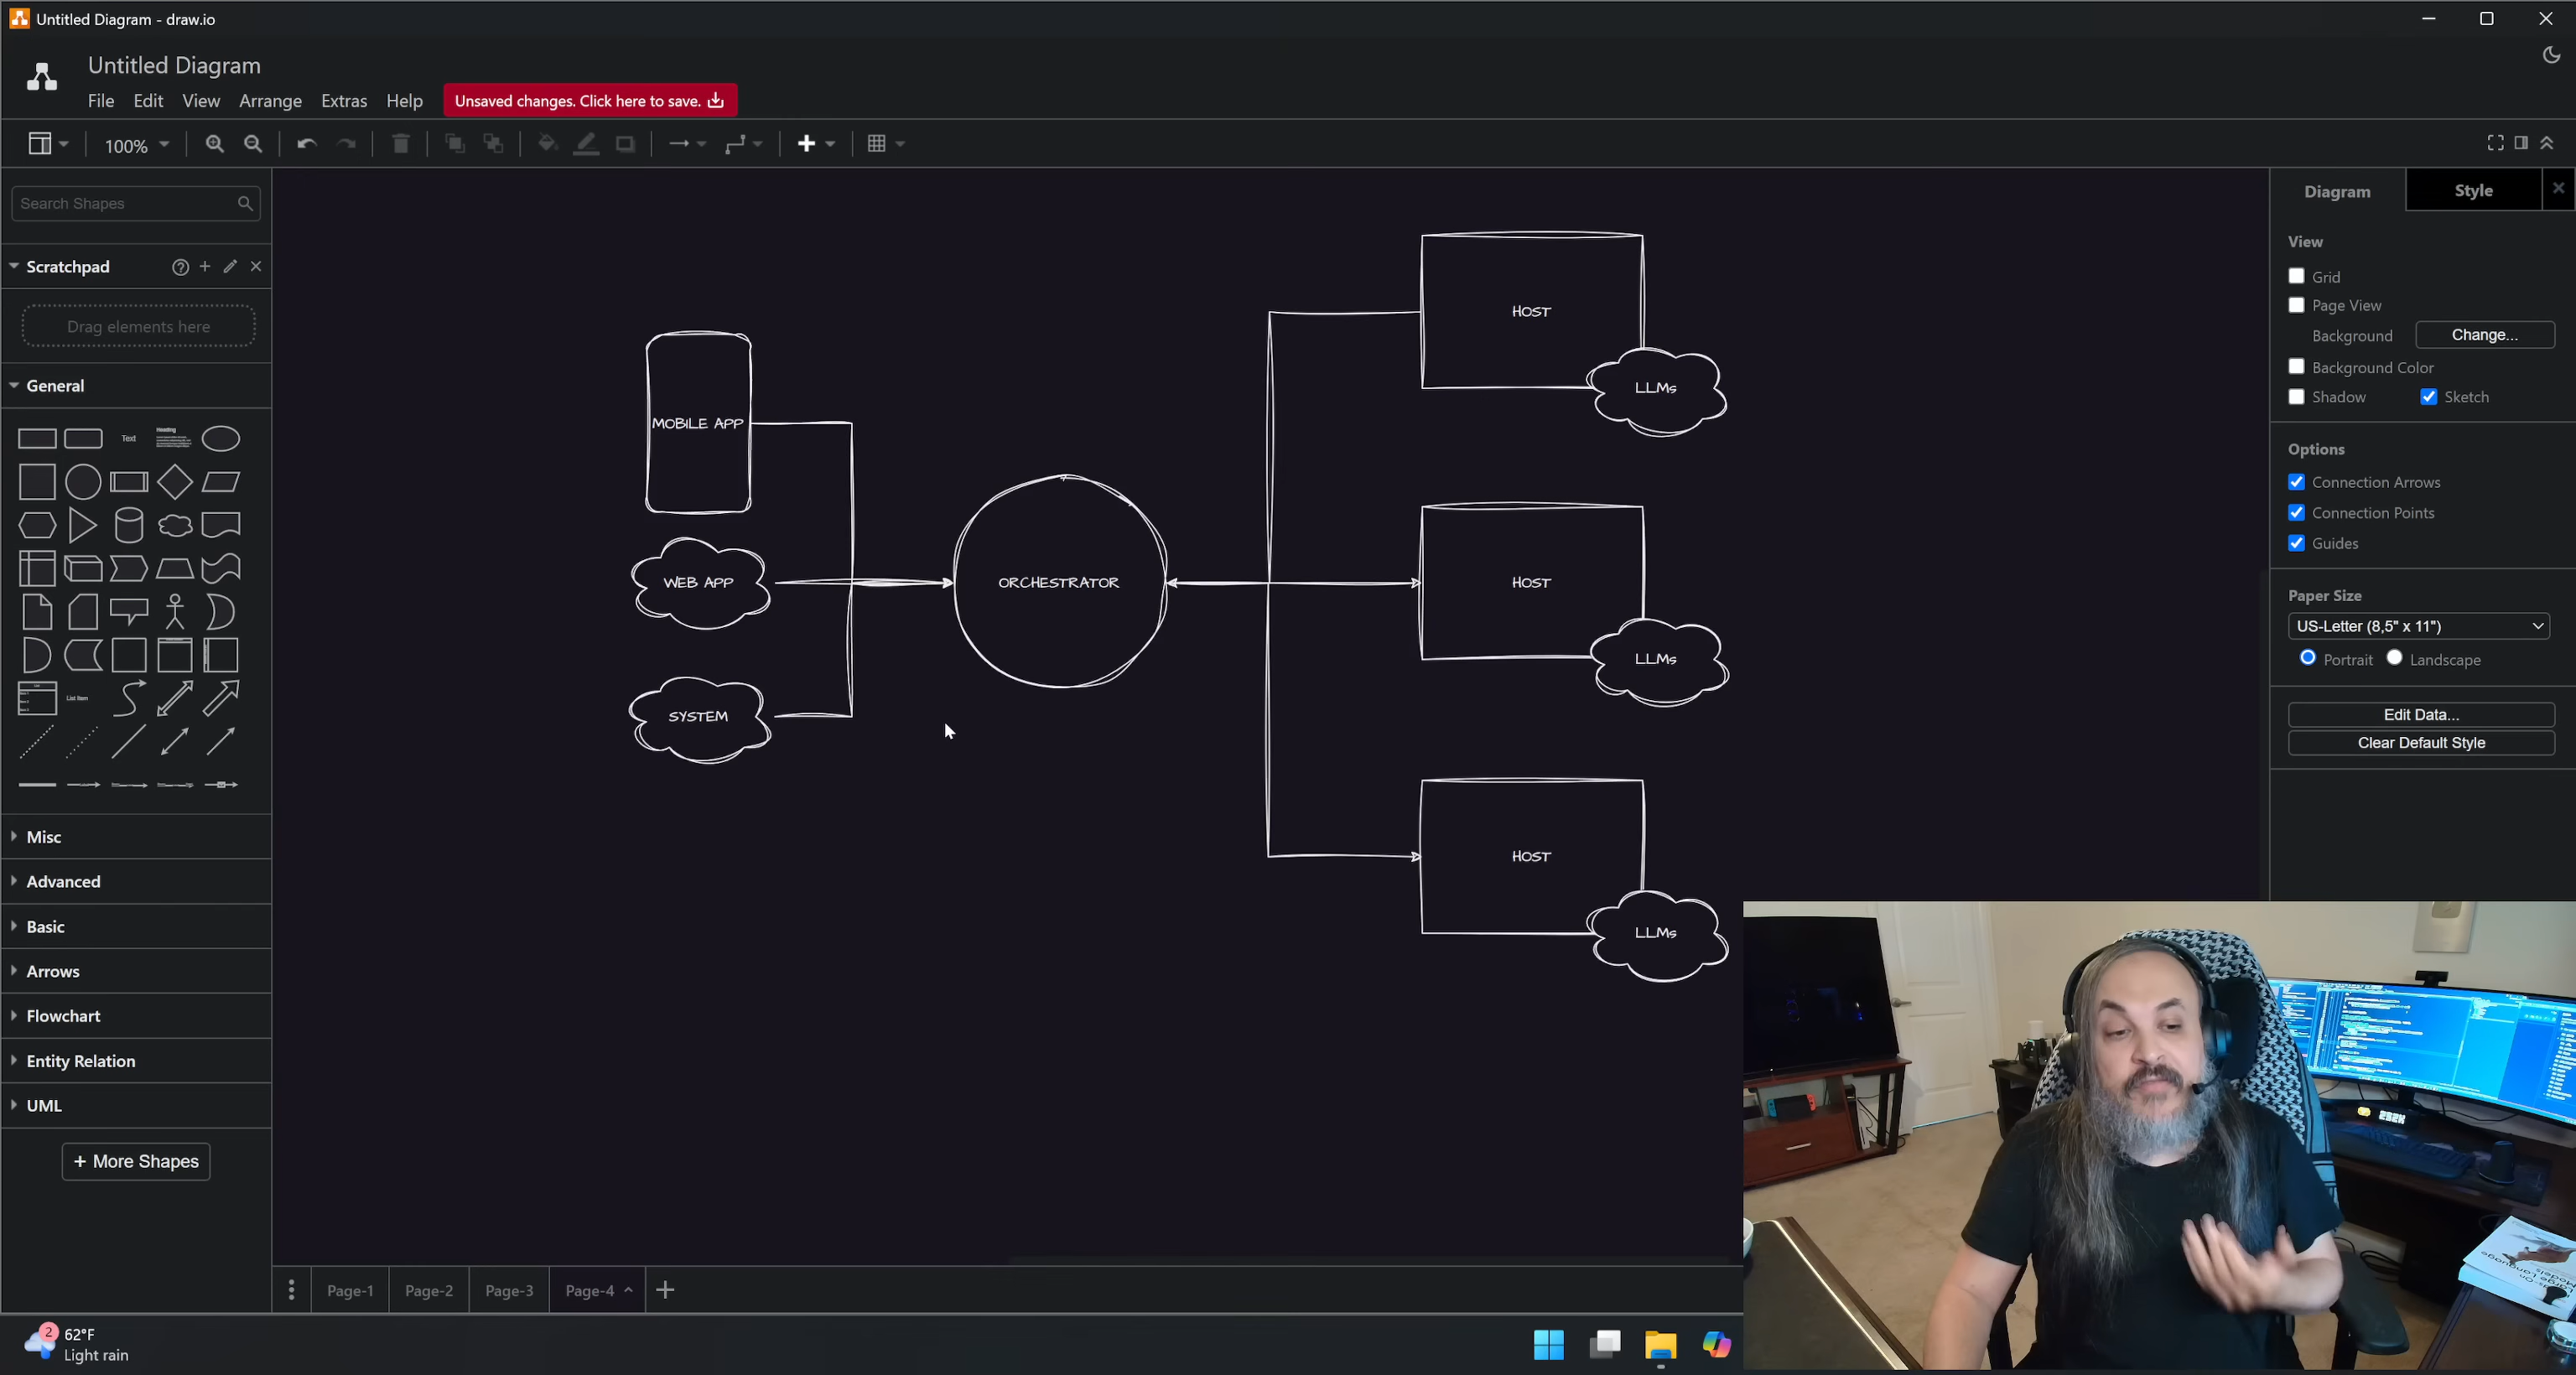 Untitled Diagram - draw.io
Untitled Diagram
File Edit View Arrange Extras Help Unsaved changes. Click here to save.
100%
Search Shapes
Scratchpad
Drag elements here
General
Text
Heading
List Item
Misc
Advanced
Basic
Arrows
Flowchart
Entity Relation
UML
+ More Shapes
MOBILE APP
WEB APP
SYSTEM
ORCHESTRATOR
HOST
LLMs
HOST
LLMs
HOST
LLMs
Diagram Style
View
Grid
Page View
Background Change...
Background Color
Shadow Sketch
Options
Connection Arrows
Connection Points
Guides
Paper Size
US-Letter (8,5" x 11")
Portrait Landscape
Edit Data...
Clear Default Style
Page-1 Page-2 Page-3 Page-4
2
62°F
Light rain